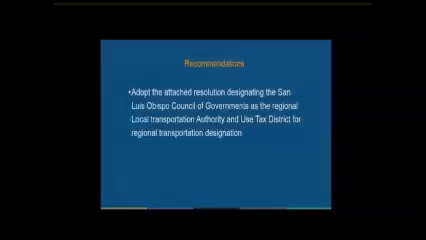 Recommendations
•Adopt the attached resolution designating the San
Luis Obispo Council of Governments as the regional
Local transportation Authority and Use Tax District for
regional transportation designation